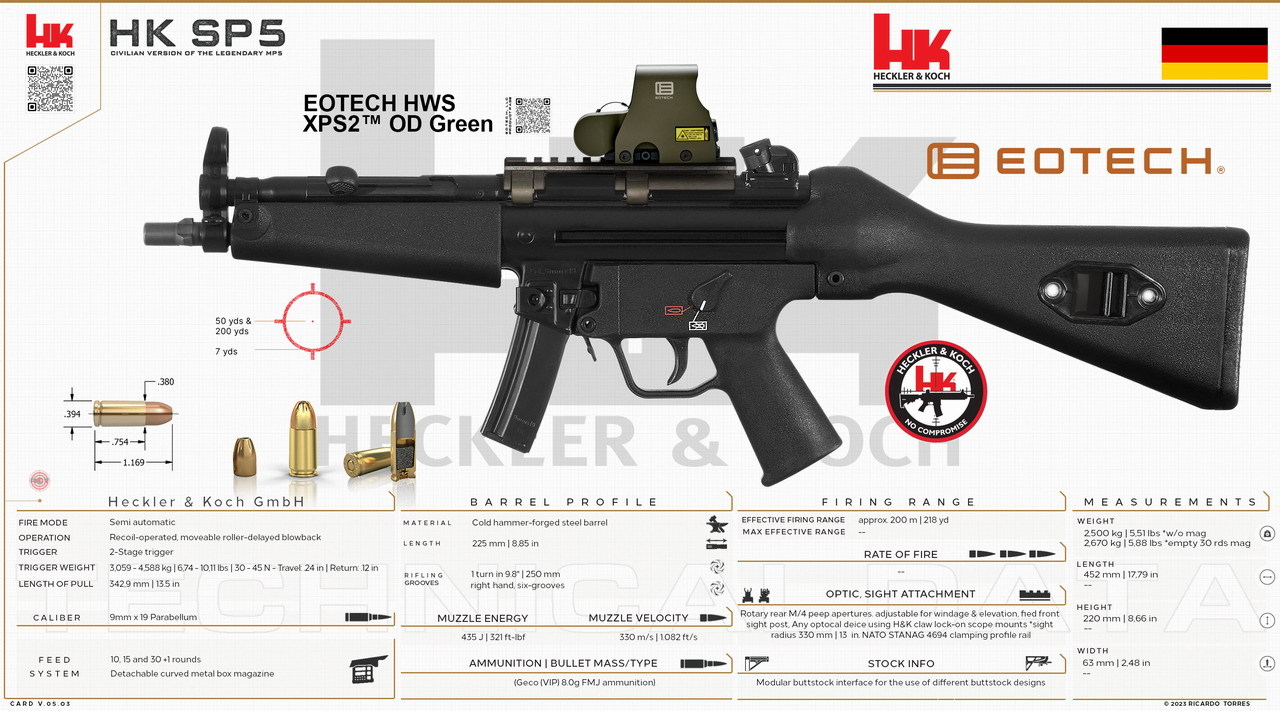 HK
HECKLER & KOCH
HK SP5
CIVILIAN VERSION OF THE LEGENDARY MP5
HK
HECKLER & KOCH
EOTECH HWS
XPS2™ OD Green
EOTECH
EOTECH®
50 yds &
200 yds
7 yds
.380
.394
.754
1.169
HECKLER & KOCH
HECKLER & KOCH
HK
NO COMPROMISE
TECHNICAL DATA
Heckler & Koch GmbH
FIRE MODE Semi automatic
OPERATION Recoil-operated, moveable roller-delayed blowback
TRIGGER 2-Stage trigger
TRIGGER WEIGHT 3,059 - 4,588 kg | 6,74 - 10,11 lbs | 30 - 45 N - Travel: .24 in | Return: .12 in
LENGTH OF PULL 342.9 mm | 13.5 in
CALIBER 9mm x 19 Parabellum
FEED SYSTEM 10, 15 and 30 +1 rounds
Detachable curved metal box magazine
BARREL PROFILE
MATERIAL Cold hammer-forged steel barrel
LENGTH 225 mm | 8,85 in
RIFLING GROOVES 1 turn in 9.8" | 250 mm
right hand, six-grooves
MUZZLE ENERGY MUZZLE VELOCITY
435 J | 321 ft-lbf 330 m/s | 1.082 ft/s
AMMUNITION | BULLET MASS/TYPE
(Geco (VIP) 8.0g FMJ ammunition)
FIRING RANGE
EFFECTIVE FIRING RANGE approx. 200 m | 218 yd
MAX EFFECTIVE RANGE --
RATE OF FIRE
--
OPTIC, SIGHT ATTACHMENT
Rotary rear M/4 peep apertures, adjustable for windage & elevation, fied front
sight post, Any optocal deice using H&K claw lock-on scope mounts *sight
radius 330 mm | 13 in. NATO STANAG 4694 clamping profile rail
STOCK INFO
Modular buttstock interface for the use of different buttstock designs
MEASUREMENTS
WEIGHT
2.500 kg | 5,51 lbs *w/o mag
2.670 kg | 5,88 lbs *empty 30 rds mag
LENGTH
452 mm | 17,79 in
--
HEIGHT
220 mm | 8,66 in
--
WIDTH
63 mm | 2,48 in
--
CARD V.05.03
© 2023 RICARDO TORRES